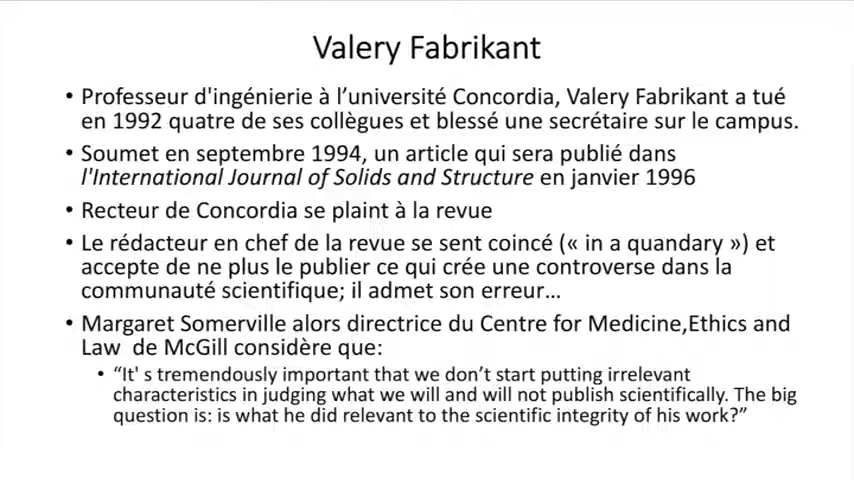 Valery Fabrikant
• Professeur d'ingénierie à l’université Concordia, Valery Fabrikant a tué
en 1992 quatre de ses collègues et blessé une secrétaire sur le campus.
• Soumet en septembre 1994, un article qui sera publié dans
l'International Journal of Solids and Structure en janvier 1996
• Recteur de Concordia se plaint à la revue
• Le rédacteur en chef de la revue se sent coincé (« in a quandary ») et
accepte de ne plus le publier ce qui crée une controverse dans la
communauté scientifique; il admet son erreur…
• Margaret Somerville alors directrice du Centre for Medicine,Ethics and
Law de McGill considère que:
• “It' s tremendously important that we don’t start putting irrelevant
characteristics in judging what we will and will not publish scientifically. The big
question is: is what he did relevant to the scientific integrity of his work?”